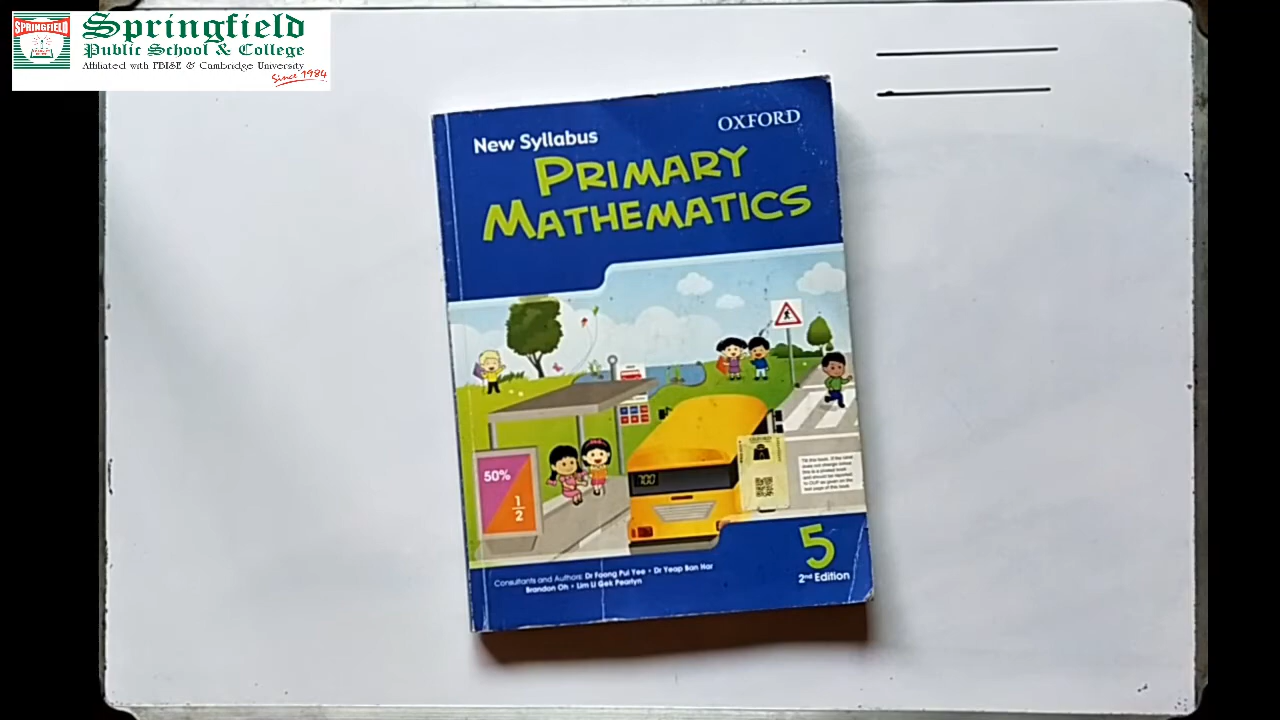 SPRINGFIELD
Springfield
Public School & College
Affiliated with FBISE & Cambridge University
Since 1984
OXFORD
New Syllabus
PRIMARY
MATHEMATICS
50%
1
2
700
5
2nd Edition
Consultants and Authors: Dr Foong Pui Yee • Dr Yeap Ban Har
Brandon Oh • Lim Li Gek Pearlyn